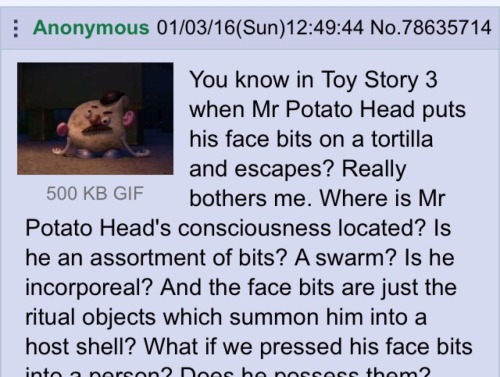 Anonymous 01/03/16(Sun)12:49:44 No.78635714
You know in Toy Story 3
when Mr Potato Head puts
his face bits on a tortilla
and escapes? Really
500 KB GIF
bothers me. Where is Mr
Potato Head's consciousness located? Is
he an assortment of bits? A swarm? Is he
incorporeal? And the face bits are just the
ritual objects which summon him into a
host shell? What if we pressed his face bits
into a person? Does he possess them?